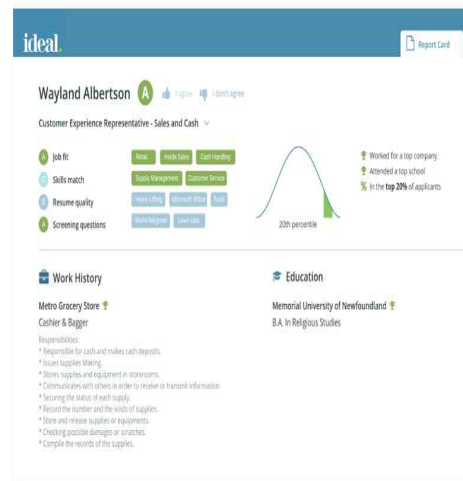 ideal.
Report Card
Wayland Albertson A I agree I don't agree
Customer Experience Representative - Sales and Cash
A Job fit
C Skills match
B Resume quality
A Screening questions
Retail Inside Sales Cash Handling
Supply Management Customer Service
Heavy Lifting Microsoft Office Food
World Religions
20th percentile
Worked for a top company
Attended a top school
In the top 20% of applicants
Work History
Metro Grocery Store
Cashier & Bagger
Responsibilities:
* Responsible for cash and makes cash deposits.
* Issues supplies Making.
* Stores supplies and equipment in storerooms.
* Communicates with others in order to receive or transmit information.
* Securing the status of each supply.
* Record the number and the kinds of supplies.
* Store and release supplies or equipments.
* Checking possible damages or scratches.
* Compile the records of the supplies.
Education
Memorial University of Newfoundland
B.A. In Religious Studies